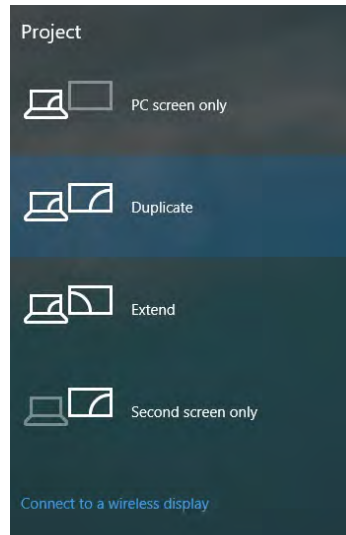 Project
PC screen only
Duplicate
Extend
Second screen only
Connect to a wireless display